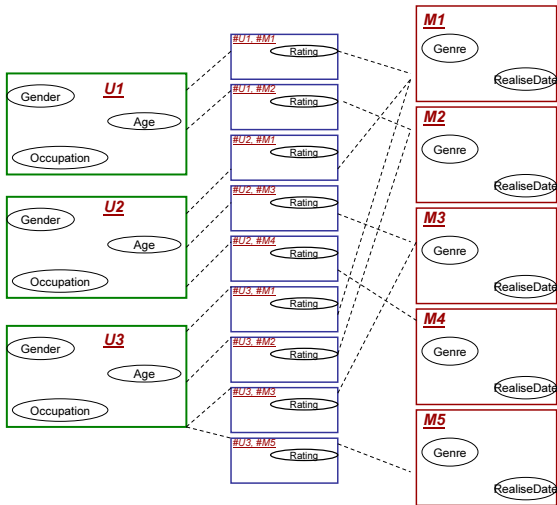 U1
Gender
Age
Occupation
U2
Gender
Age
Occupation
U3
Gender
Age
Occupation
#U1, #M1
Rating
#U1, #M2
Rating
#U2, #M1
Rating
#U2, #M3
Rating
#U2, #M4
Rating
#U3, #M1
Rating
#U3, #M2
Rating
#U3, #M3
Rating
#U3, #M5
Rating
M1
Genre
RealiseDate
M2
Genre
RealiseDate
M3
Genre
RealiseDate
M4
Genre
RealiseDate
M5
Genre
RealiseDate